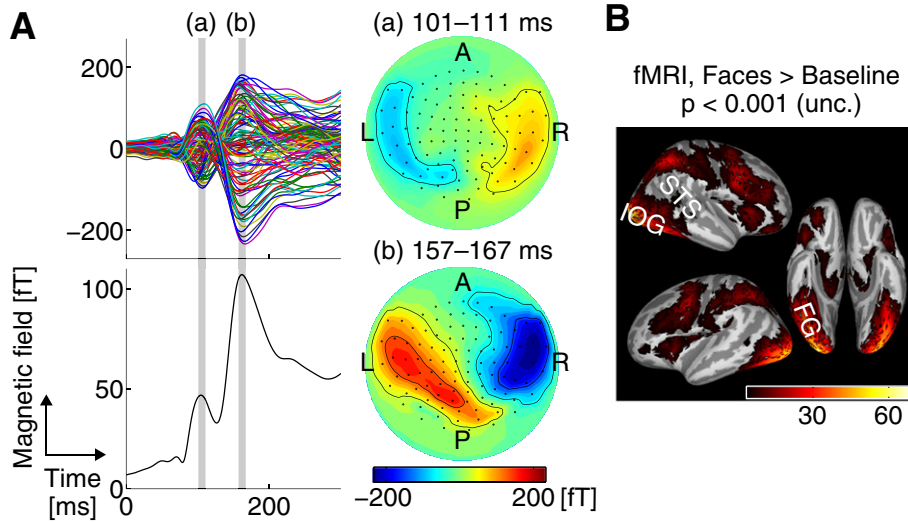 A
(a)
(b)
200
0
−200
100
50
0
0
200
Magnetic field [fT]
Time
[ms]
(a) 101–111 ms
A
L
R
P
(b) 157–167 ms
A
L
R
P
−200
200
[fT]
B
fMRI, Faces > Baseline
p < 0.001 (unc.)
STS
IOG
FG
30
60